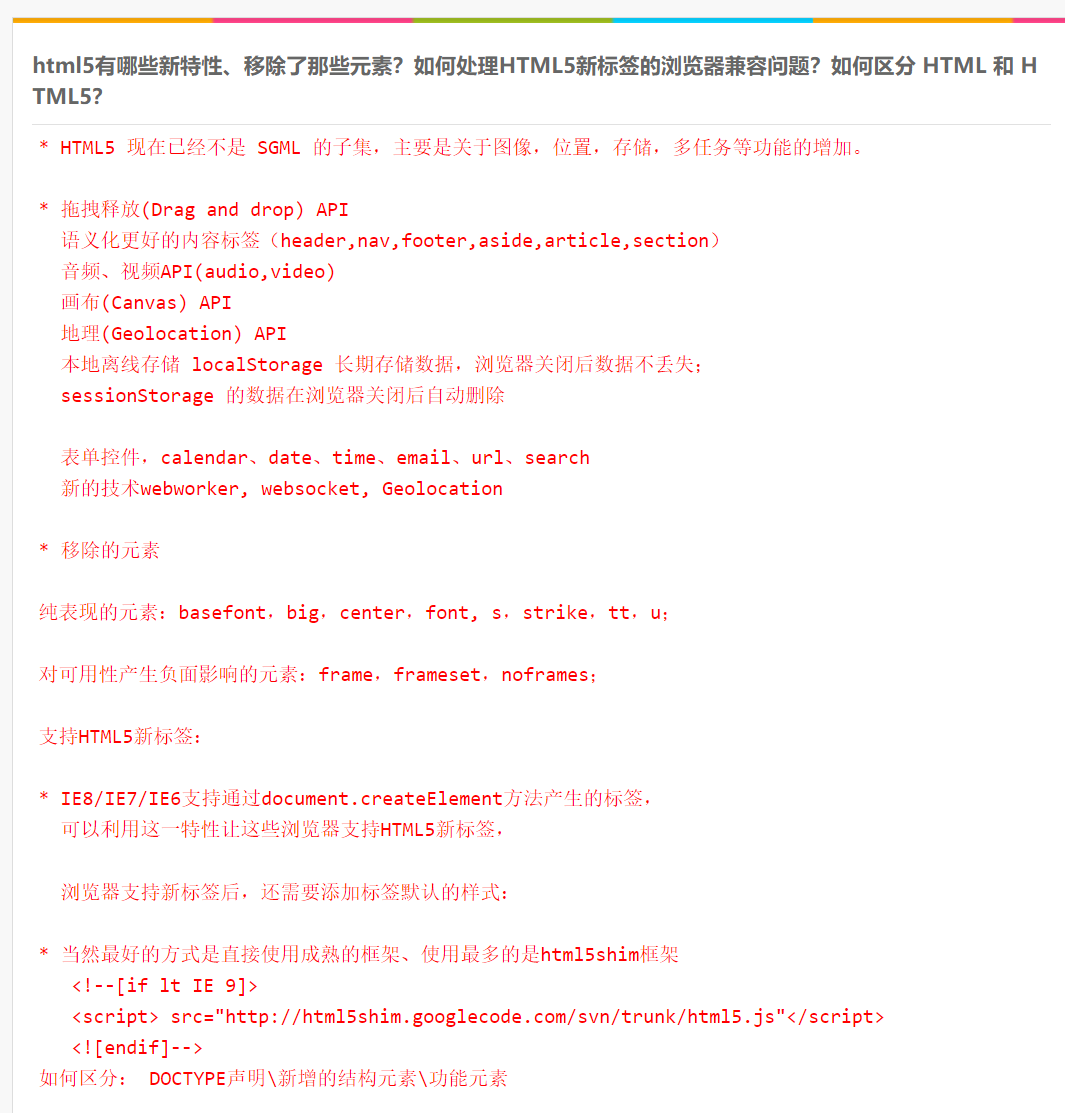 html5有哪些新特性、移除了那些元素？如何处理HTML5新标签的浏览器兼容问题？如何区分 HTML 和 H
TML5？
* HTML5 现在已经不是 SGML 的子集，主要是关于图像，位置，存储，多任务等功能的增加。
* 拖拽释放(Drag and drop) API
语义化更好的内容标签（header,nav,footer,aside,article,section）
音频、视频API(audio,video)
画布(Canvas) API
地理(Geolocation) API
本地离线存储 localStorage 长期存储数据，浏览器关闭后数据不丢失；
sessionStorage 的数据在浏览器关闭后自动删除
表单控件，calendar、date、time、email、url、search
新的技术webworker, websocket, Geolocation
* 移除的元素
纯表现的元素：basefont，big，center，font, s，strike，tt，u；
对可用性产生负面影响的元素：frame，frameset，noframes；
支持HTML5新标签：
* IE8/IE7/IE6支持通过document.createElement方法产生的标签，
可以利用这一特性让这些浏览器支持HTML5新标签，
浏览器支持新标签后，还需要添加标签默认的样式：
* 当然最好的方式是直接使用成熟的框架、使用最多的是html5shim框架
<!--[if lt IE 9]>
<script> src="http://html5shim.googlecode.com/svn/trunk/html5.js"</script>
<![endif]-->
如何区分： DOCTYPE声明\新增的结构元素\功能元素